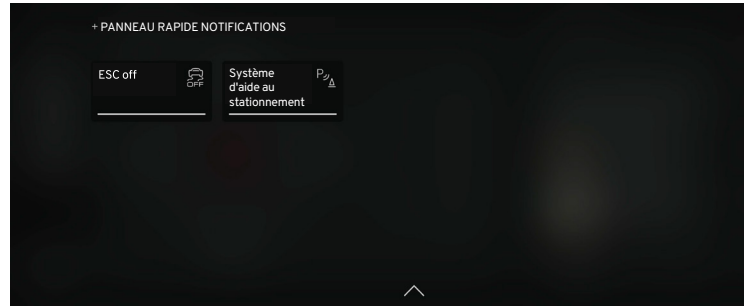 + PANNEAU RAPIDE NOTIFICATIONS
ESC off
OFF
Système
d'aide au
stationnement
P